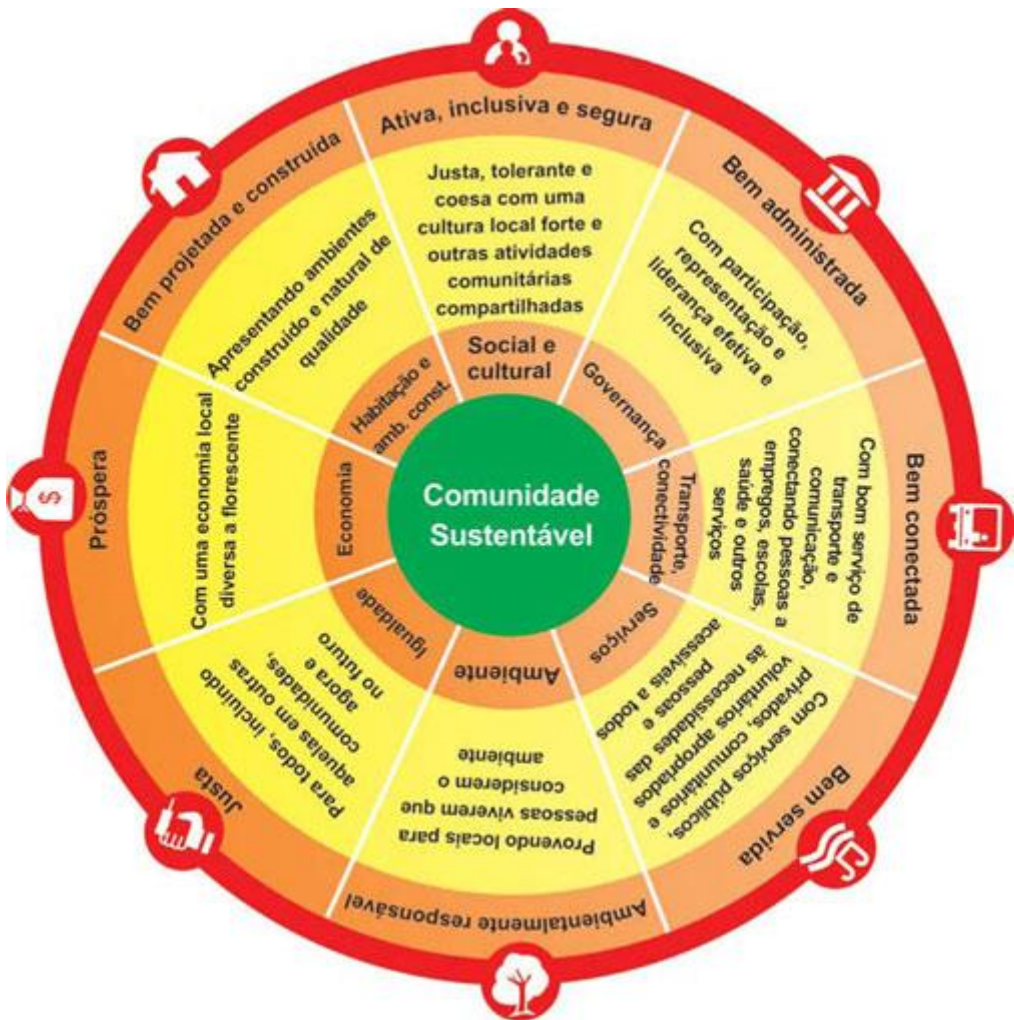 Ativa, inclusiva e segura
Justa, tolerante e
coesa com uma
cultura local forte e
outras atividades
comunitárias
compartilhadas
Social e
cultural
Bem administrada
Com participação,
representação e
liderança efetiva e
inclusiva
Governança
Bem conectada
Com bom serviço de
transporte e
comunicação,
conectando pessoas a
empregos, escolas,
saúde e outros
serviços
Transporte,
conectividade
Bem servida
Com serviços públicos,
privados, comunitários e
voluntários apropriados
às necessidades das
pessoas e
acessíveis a todos
Serviços
Ambientalmente responsável
Provendo locais para
pessoas viverem que
considerem o
ambiente
Ambiente
Justa
Para todos, incluindo
aquelas em outras
comunidades,
agora e
no futuro
Igualdade
Próspera
Com uma economia local
diversa a florescente
Economia
$
Bem projetada e construída
Apresentando ambientes
construído e natural de
qualidade
Habitação e
amb. const.
Comunidade
Sustentável